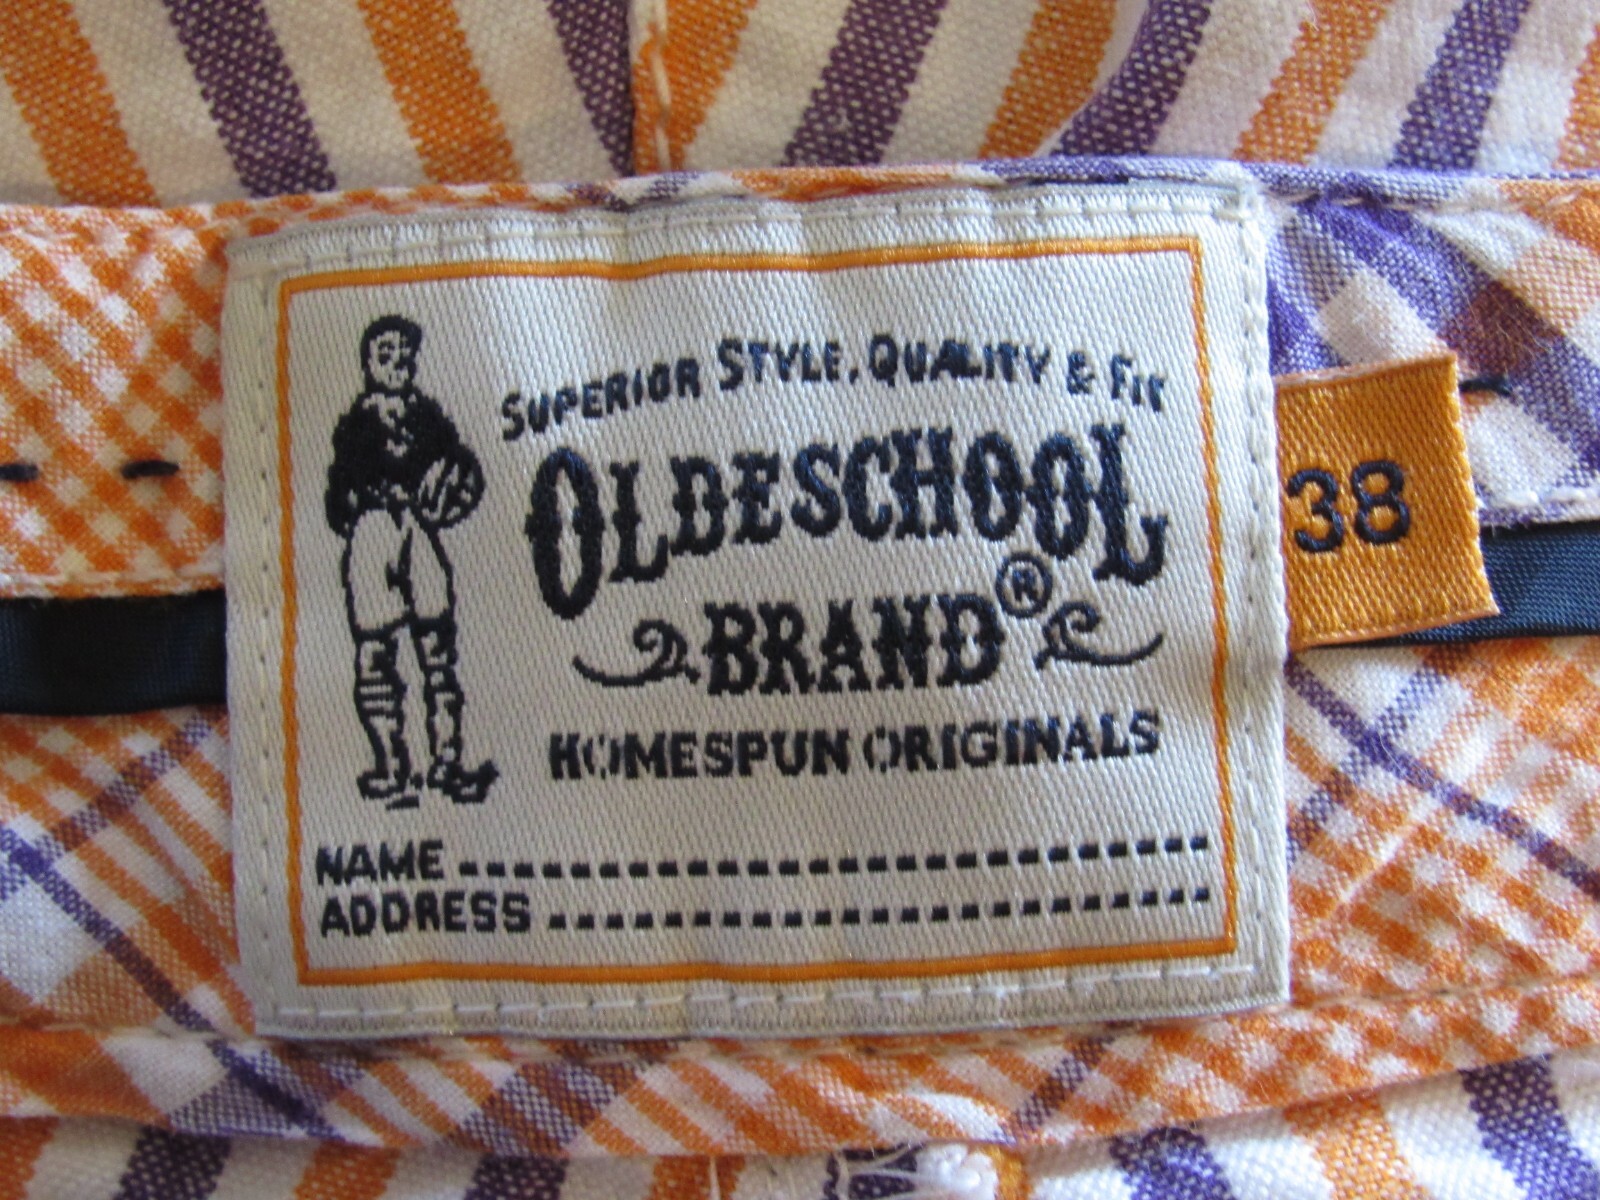 SUPERIOR STYLE, QUALITY & FIT
OLDESCHOOL
BRAND®
HOMESPUN ORIGINALS
NAME
ADDRESS
38